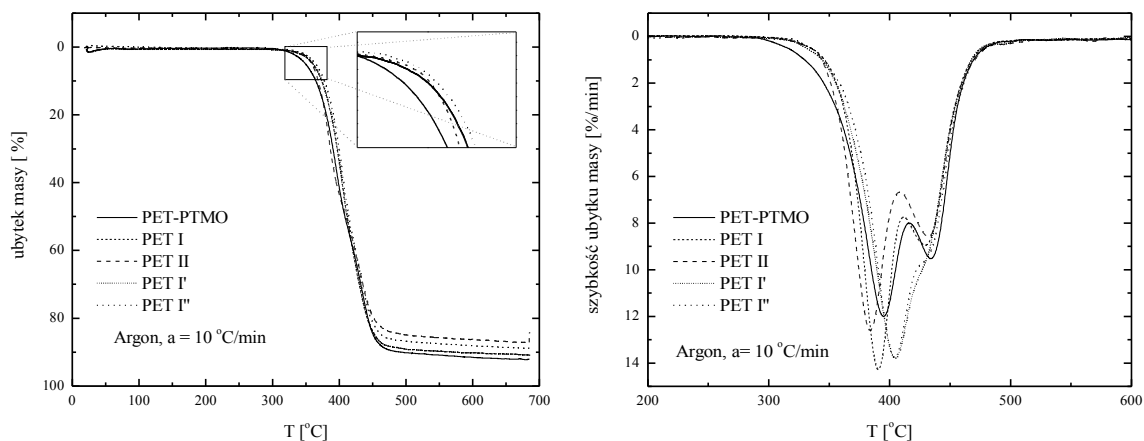 0
20
40
60
80
100
ubytek masy [ %]
PET-PTMO
PET I
PET II
PET I'
PET I"
Argon, a = 10 °C/min
0 100 200 300 400 500 600 700
T [°C]
0
2
4
6
8
10
12
14
szybkość ubytku masy [%/min]
PET-PTMO
PET I
PET II
PET I'
PET I"
Argon, a= 10 °C/min
200 300 400 500 600
T [°C]